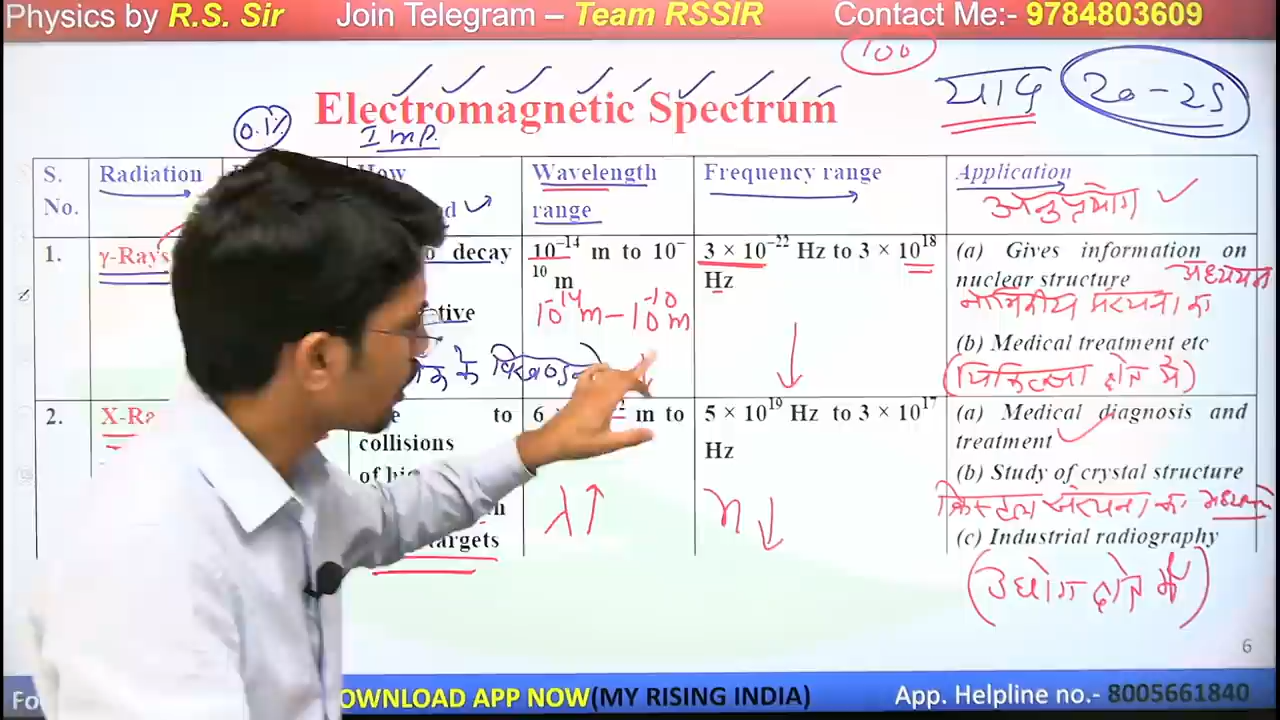 Physics by R.S. Sir Join Telegram – Team RSSIR Contact Me:- 9784803609
100
याद 20-25
Electromagnetic Spectrum
0.1% Imp.
S. No. Radiation How Wavelength range Frequency range Application
अनुप्रयोग
1. γ-Rays decay 10⁻¹⁴ m to 10⁻¹⁰ m 3 × 10⁻²² Hz to 3 × 10¹⁸ Hz (a) Gives information on
nuclear structure अध्ययन
10⁻¹⁴m – 10⁻¹⁰m
नाभिकीय संरचना का
(b) Medical treatment etc
के विखण्डन
(चिकित्सा क्षेत्र में)
2. X-Ra to 6 × m to 5 × 10¹⁹ Hz to 3 × 10¹⁷ Hz (a) Medical diagnosis and
treatment
collisions
(b) Study of crystal structure
क्रिस्टल संरचना का अध्ययन
λ↑ n↓
targets (c) Industrial radiography
(उद्योग क्षेत्र में)
6
DOWNLOAD APP NOW(MY RISING INDIA) App. Helpline no.- 8005661840